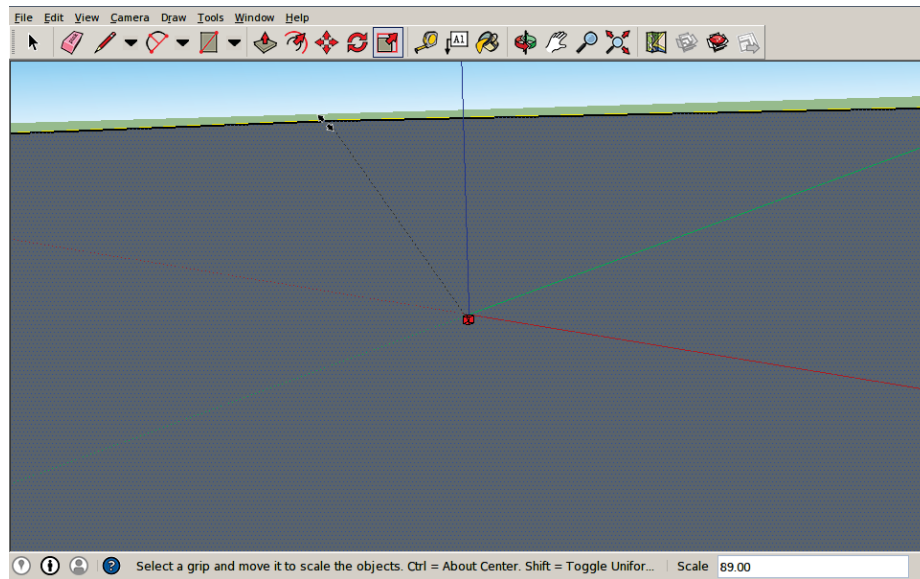 File Edit View Camera Draw Tools Window Help
A1
Select a grip and move it to scale the objects. Ctrl = About Center. Shift = Toggle Unifor... Scale 89.00